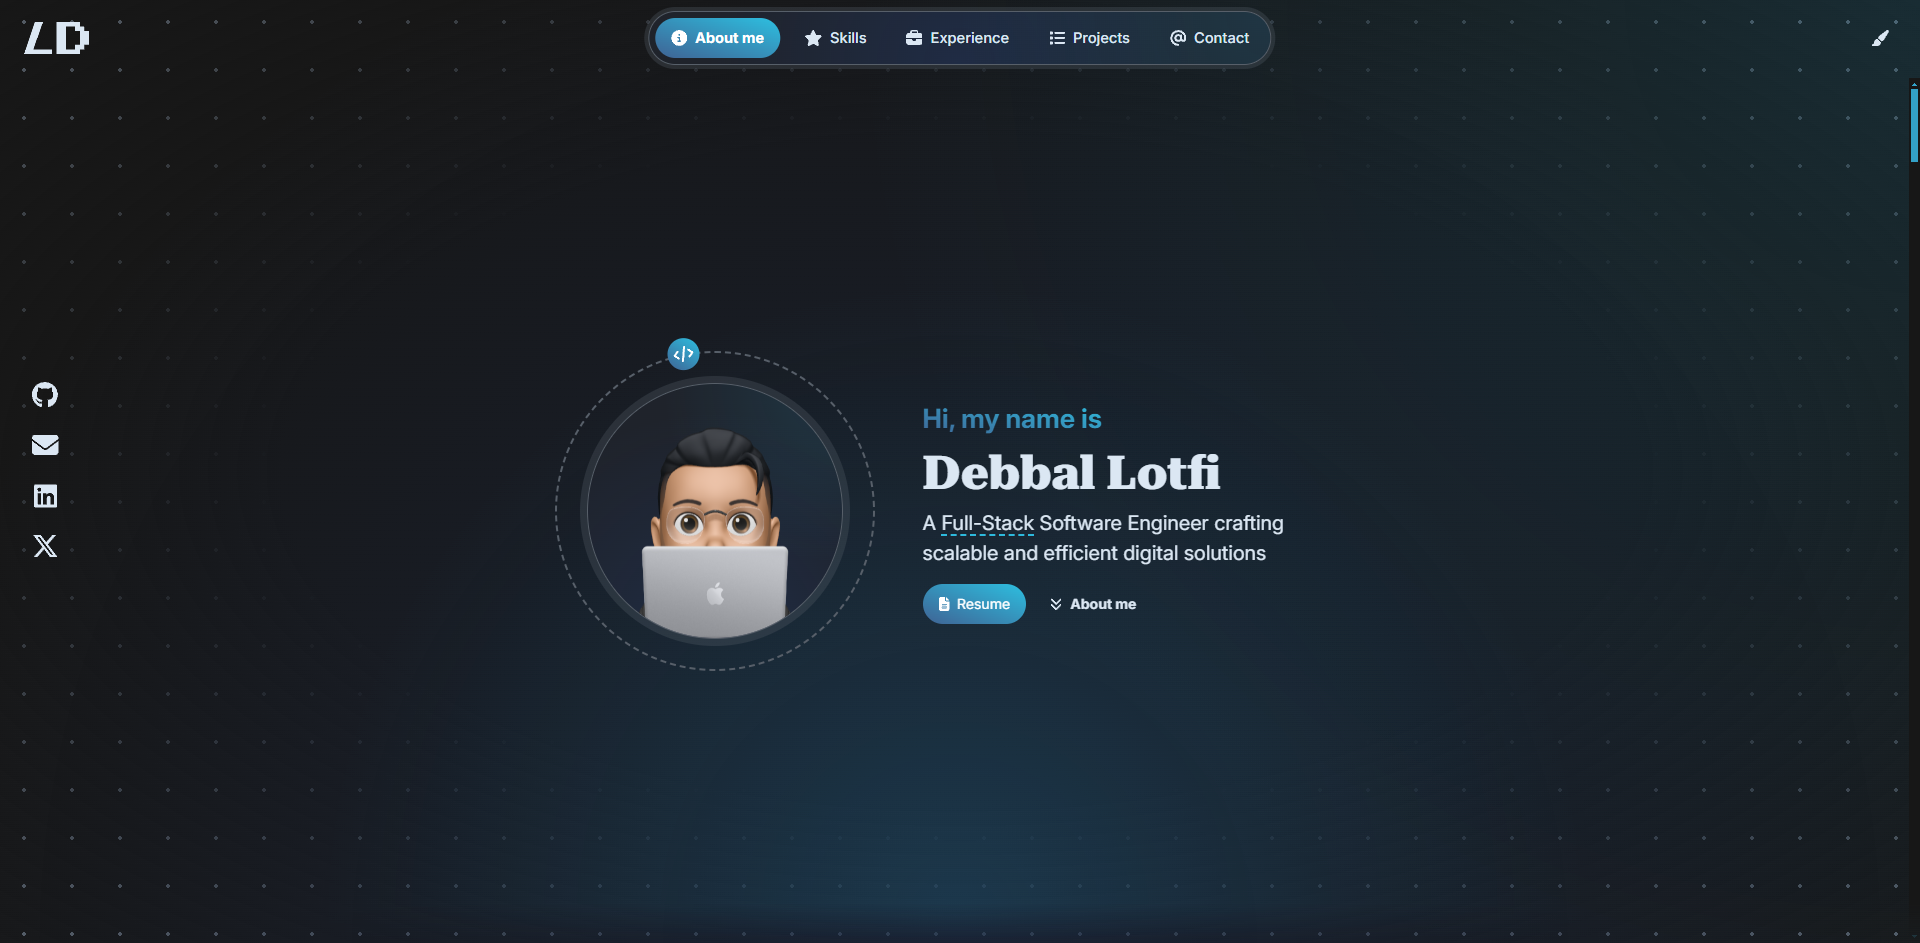 LD
About me
Skills
Experience
Projects
Contact
Hi, my name is
Debbal Lotfi
A Full-Stack Software Engineer crafting
scalable and efficient digital solutions
Resume
About me